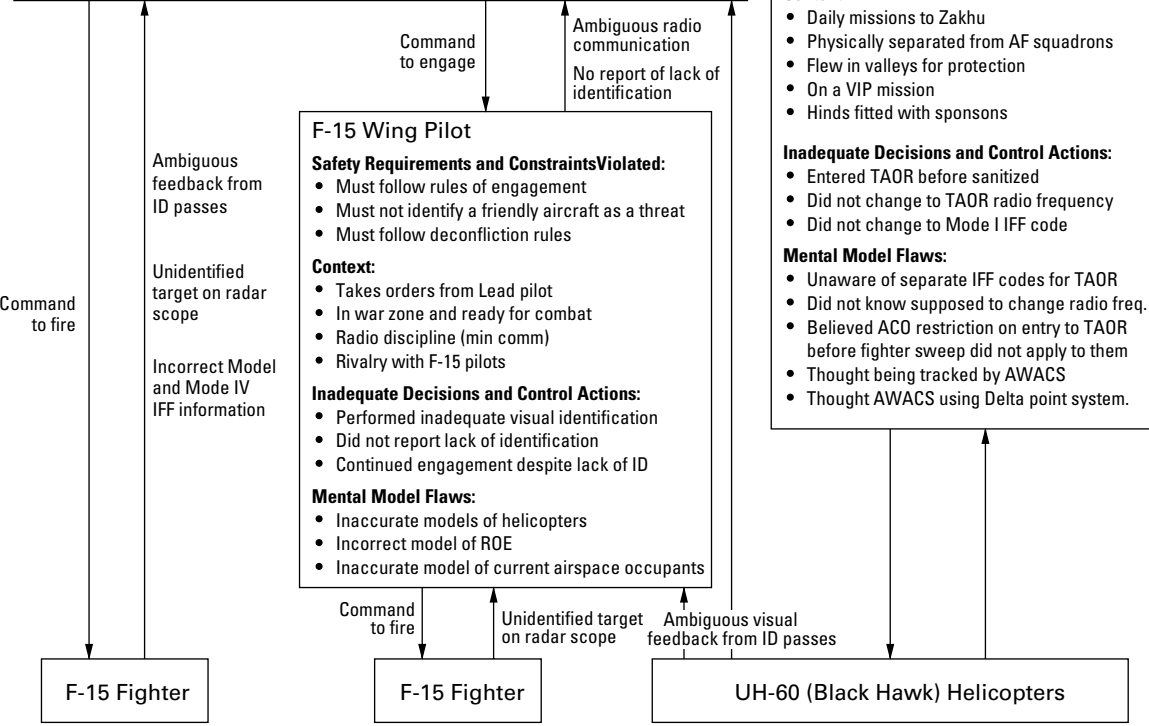 Command
to engage
Ambiguous radio
communication
No report of lack of
identification
Ambiguous
feedback from
ID passes
Unidentified
target on radar
scope
Incorrect Model
and Mode IV
IFF information
Command
to fire
F-15 Wing Pilot
Safety Requirements and ConstraintsViolated:
• Must follow rules of engagement
• Must not identify a friendly aircraft as a threat
• Must follow deconfliction rules
Context:
• Takes orders from Lead pilot
• In war zone and ready for combat
• Radio discipline (min comm)
• Rivalry with F-15 pilots
Inadequate Decisions and Control Actions:
• Performed inadequate visual identification
• Did not report lack of identification
• Continued engagement despite lack of ID
Mental Model Flaws:
• Inaccurate models of helicopters
• Incorrect model of ROE
• Inaccurate model of current airspace occupants
• Daily missions to Zakhu
• Physically separated from AF squadrons
• Flew in valleys for protection
• On a VIP mission
• Hinds fitted with sponsons
Inadequate Decisions and Control Actions:
• Entered TAOR before sanitized
• Did not change to TAOR radio frequency
• Did not change to Mode I IFF code
Mental Model Flaws:
• Unaware of separate IFF codes for TAOR
• Did not know supposed to change radio freq.
• Believed ACO restriction on entry to TAOR
before fighter sweep did not apply to them
• Thought being tracked by AWACS
• Thought AWACS using Delta point system.
Command
to fire
Unidentified target
on radar scope
Ambiguous visual
feedback from ID passes
F-15 Fighter
F-15 Fighter
UH-60 (Black Hawk) Helicopters